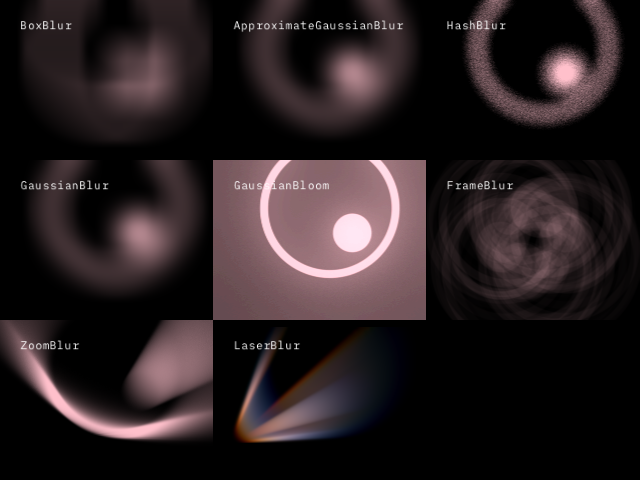 BoxBlur
ApproximateGaussianBlur
HashBlur
GaussianBlur
GaussianBloom
FrameBlur
ZoomBlur
LaserBlur